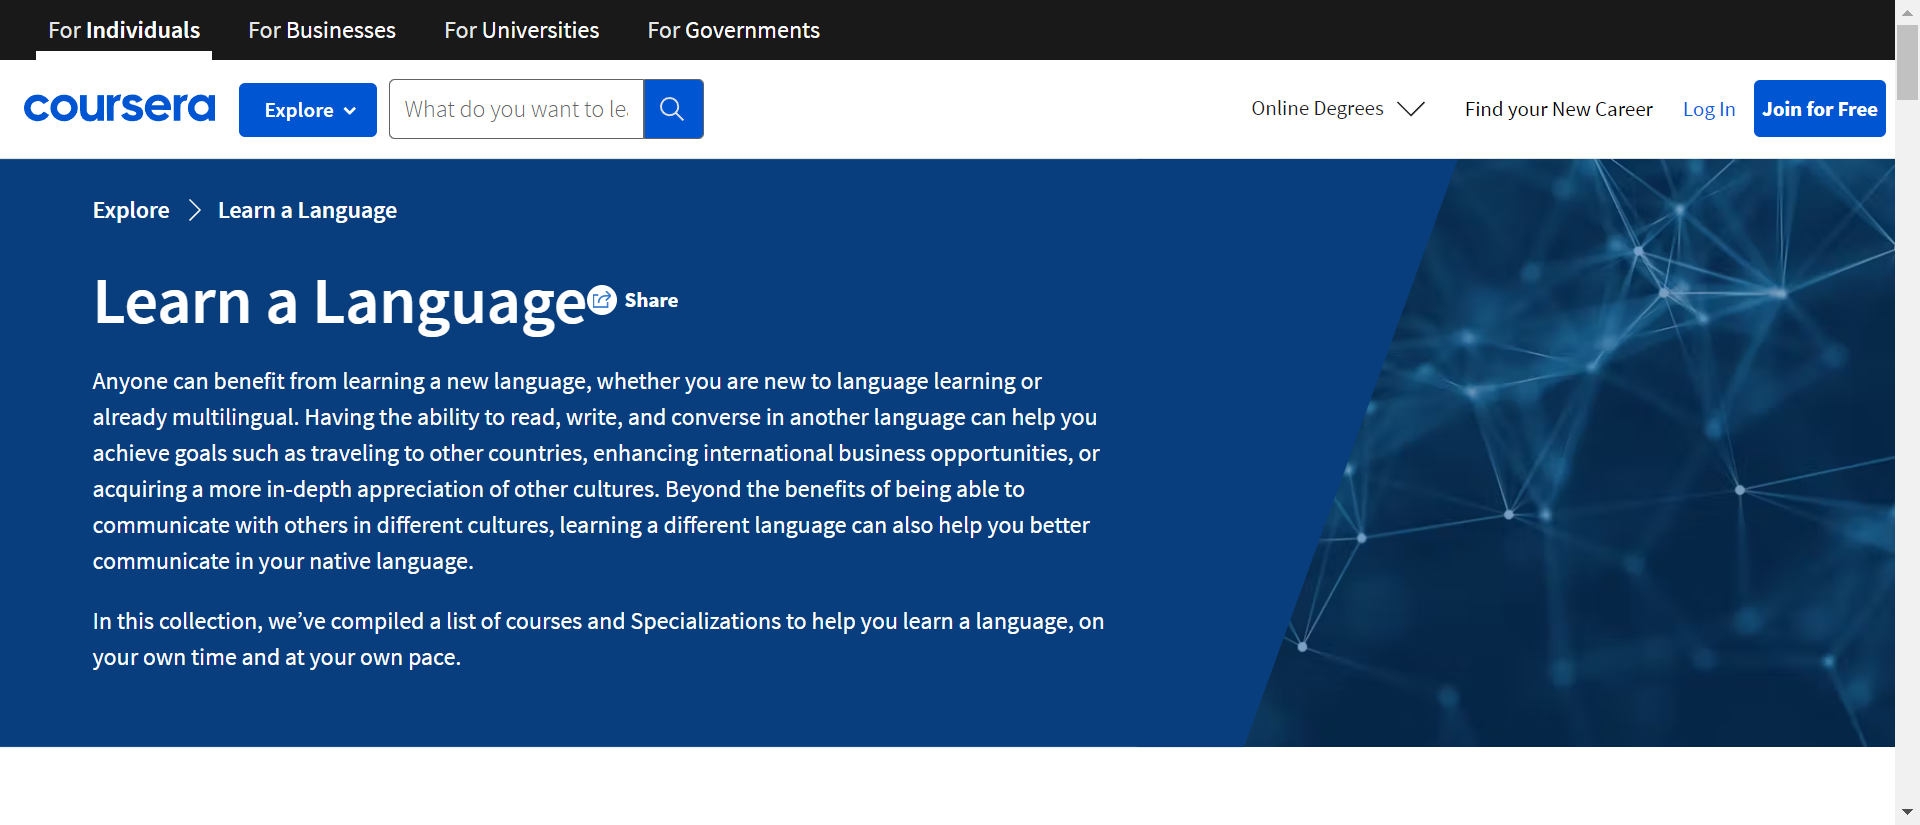 For Individuals For Businesses For Universities For Governments
coursera Explore What do you want to le Online Degrees Find your New Career Log In Join for Free
Explore Learn a Language
Learn a Language Share
Anyone can benefit from learning a new language, whether you are new to language learning or
already multilingual. Having the ability to read, write, and converse in another language can help you
achieve goals such as traveling to other countries, enhancing international business opportunities, or
acquiring a more in-depth appreciation of other cultures. Beyond the benefits of being able to
communicate with others in different cultures, learning a different language can also help you better
communicate in your native language.
In this collection, we’ve compiled a list of courses and Specializations to help you learn a language, on
your own time and at your own pace.